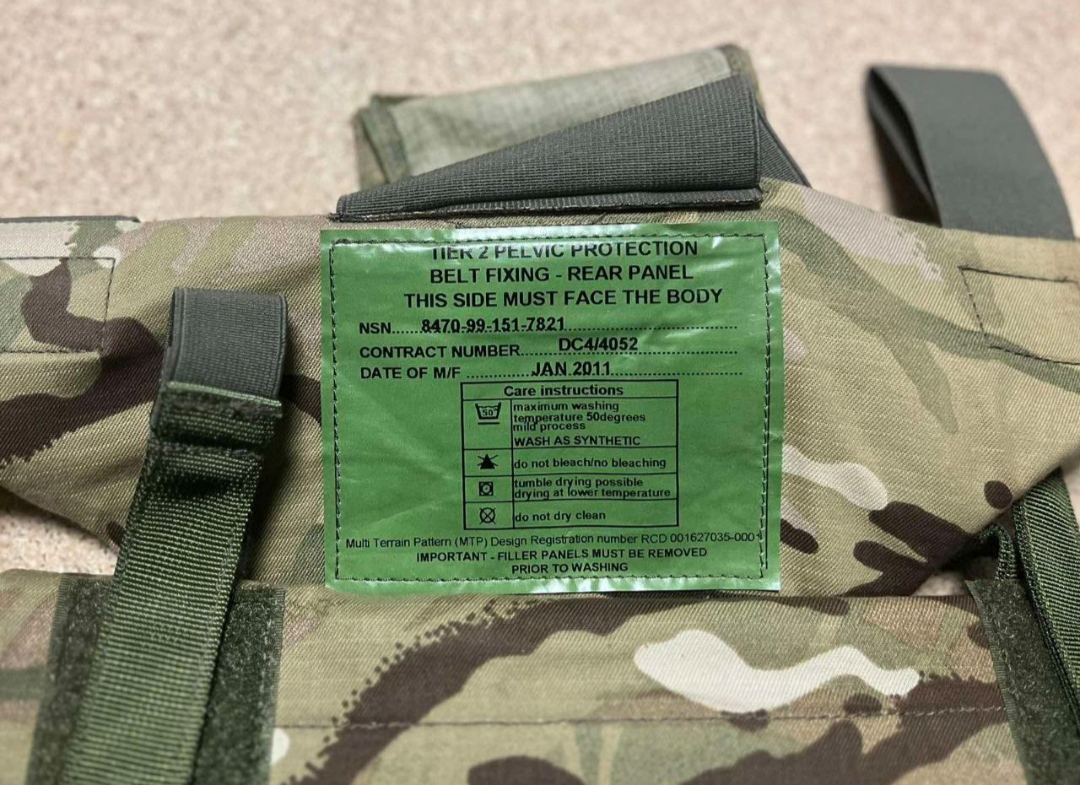 TIER 2 PELVIC PROTECTION
BELT FIXING - REAR PANEL
THIS SIDE MUST FACE THE BODY
NSN.....8470-99-151-7821..............................
CONTRACT NUMBER.......DC4/4052..................
DATE OF M/F ............JAN 2011......................
Care instructions
50°
maximum washing
temperature 50degrees
mild process
WASH AS SYNTHETIC
do not bleach/no bleaching
tumble drying possible
drying at lower temperature
do not dry clean
Multi Terrain Pattern (MTP) Design Registration number RCD 001627035-0001
IMPORTANT - FILLER PANELS MUST BE REMOVED
PRIOR TO WASHING